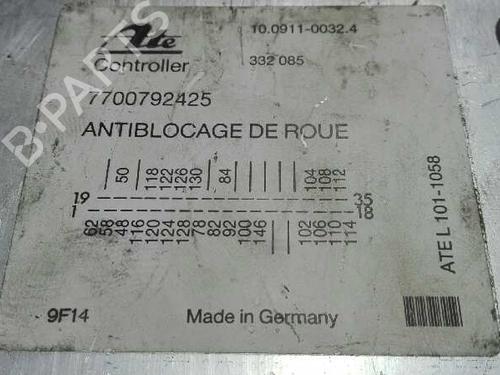 Ate
10.0911-0032.4
Controller
332 085
7700792425
ANTIBLOCAGE DE ROUE
50 118 122 126 130 84 104 108 112
19 35
1 18
62 58 48 116 120 124 128 78 82 92 100 146 102 106 110 114
ATE L 101-1058
9F14
Made in Germany
B-PARTS